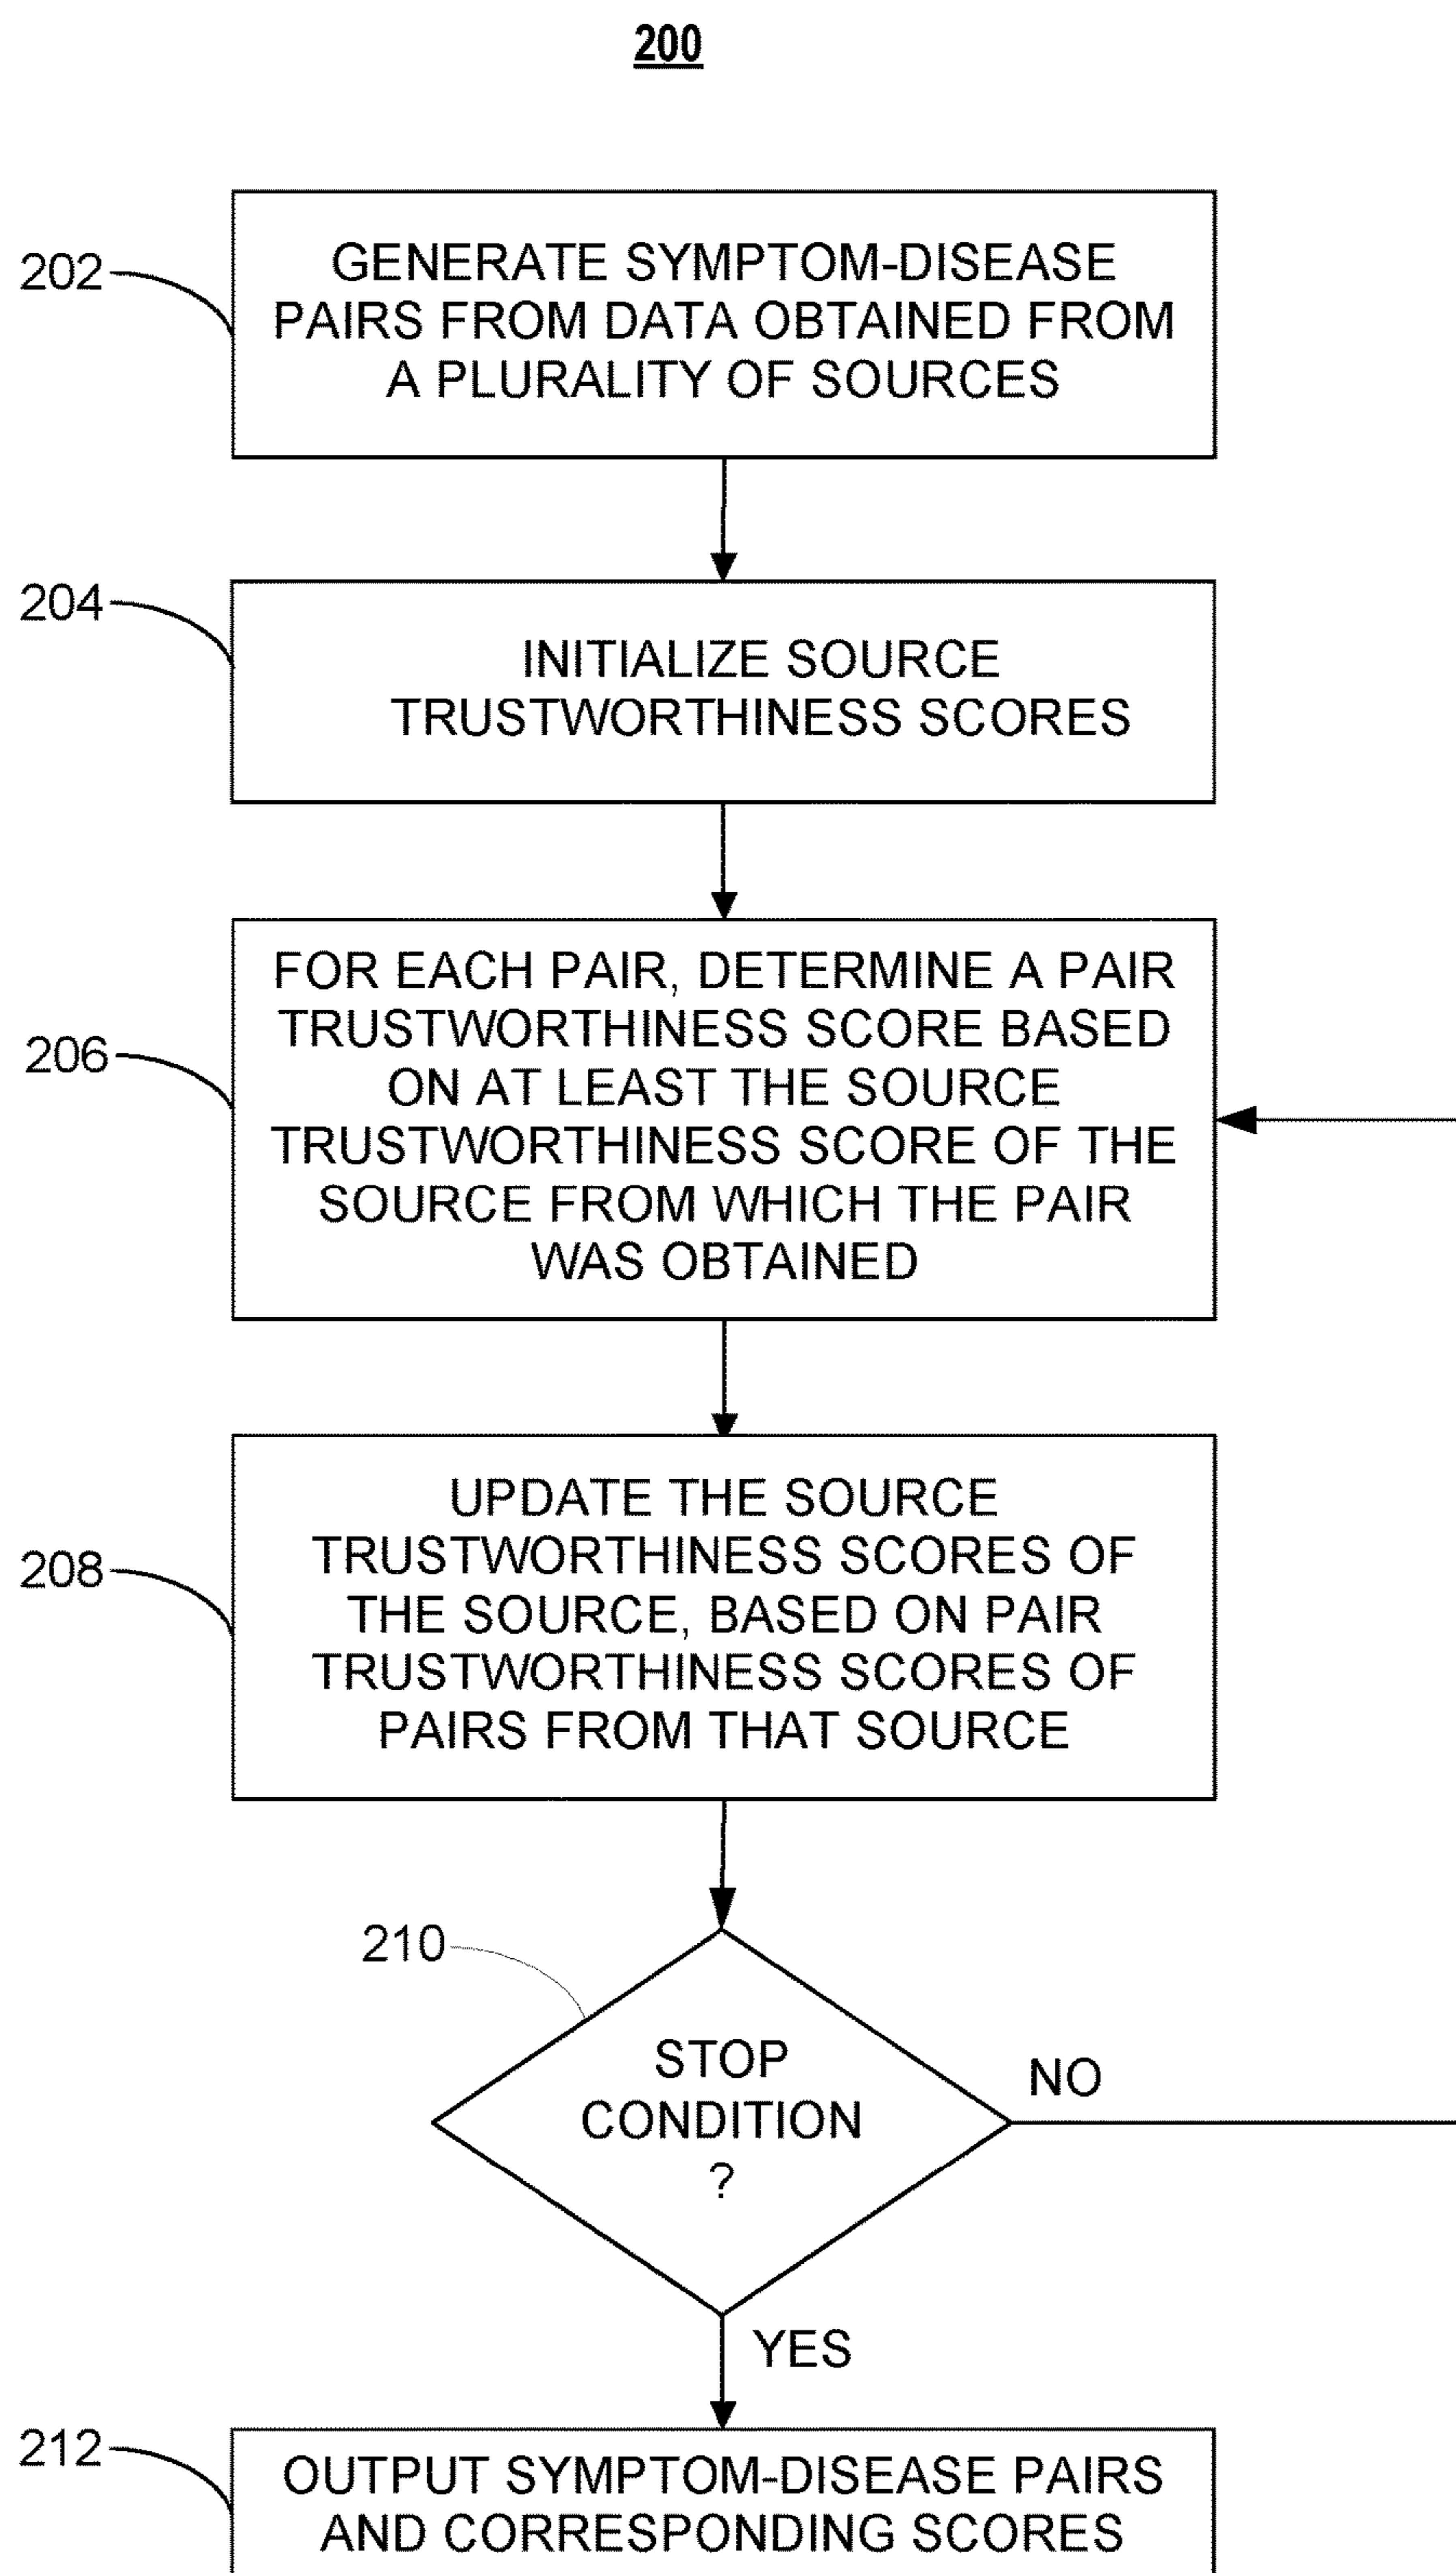 200
202
GENERATE SYMPTOM-DISEASE
PAIRS FROM DATA OBTAINED FROM
A PLURALITY OF SOURCES
204
INITIALIZE SOURCE
TRUSTWORTHINESS SCORES
206
FOR EACH PAIR, DETERMINE A PAIR
TRUSTWORTHINESS SCORE BASED
ON AT LEAST THE SOURCE
TRUSTWORTHINESS SCORE OF THE
SOURCE FROM WHICH THE PAIR
WAS OBTAINED
208
UPDATE THE SOURCE
TRUSTWORTHINESS SCORES OF
THE SOURCE, BASED ON PAIR
TRUSTWORTHINESS SCORES OF
PAIRS FROM THAT SOURCE
210
STOP
CONDITION
?
NO
YES
212
OUTPUT SYMPTOM-DISEASE PAIRS
AND CORRESPONDING SCORES